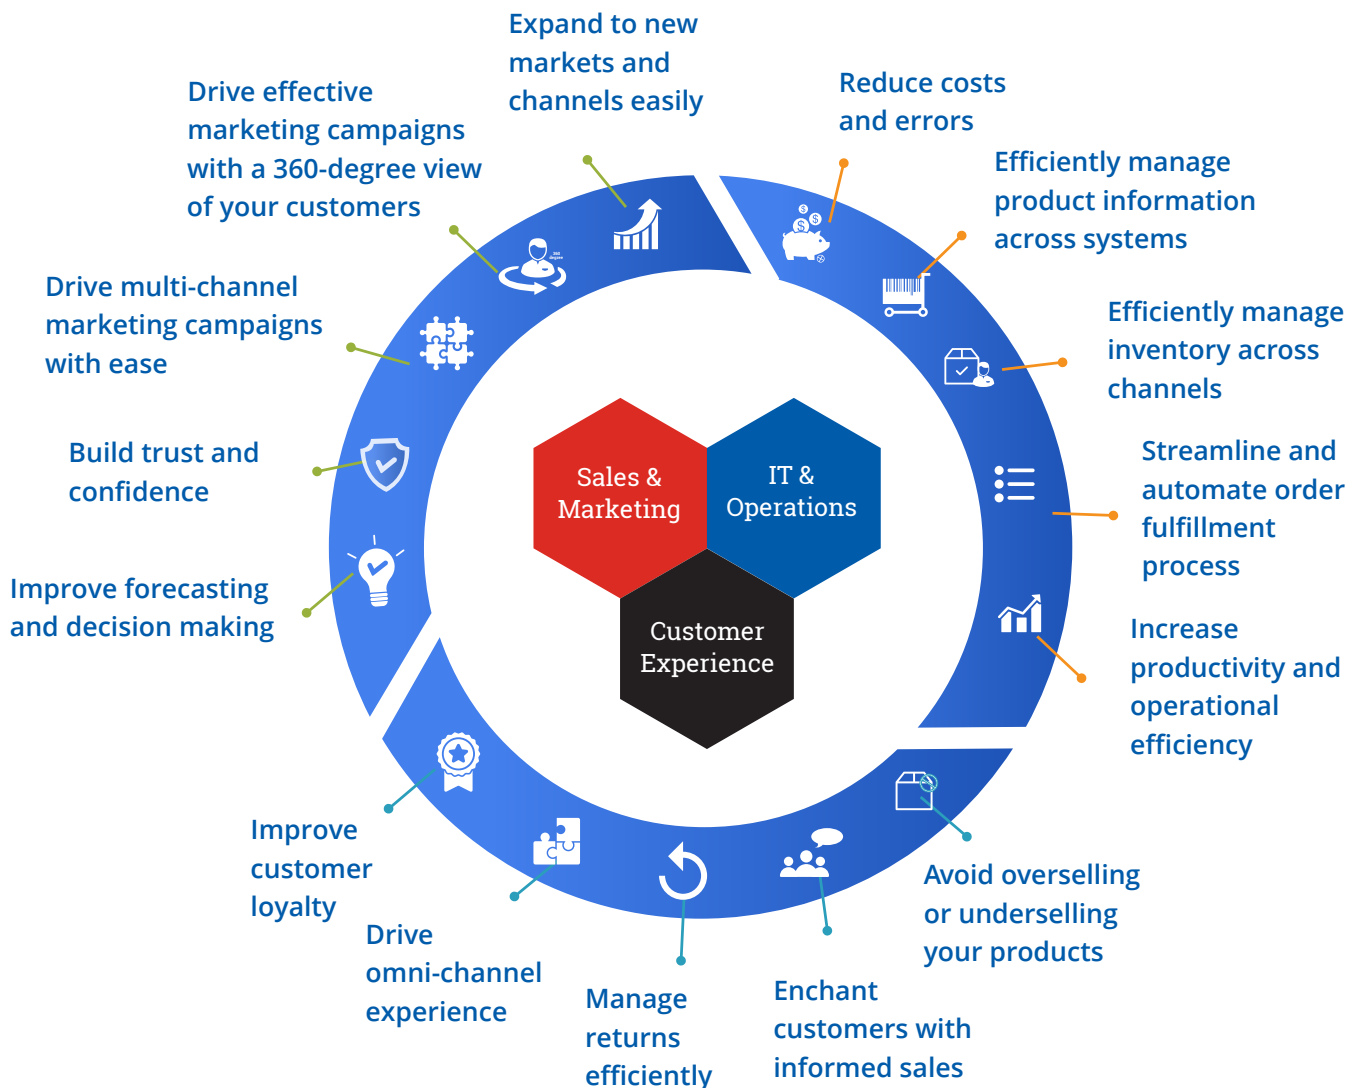 Expand to new
markets and
channels easily
Drive effective
marketing campaigns
with a 360-degree view
of your customers
Drive multi-channel
marketing campaigns
with ease
Build trust and
confidence
Improve forecasting
and decision making
Reduce costs
and errors
Efficiently manage
product information
across systems
Efficiently manage
inventory across
channels
Streamline and
automate order
fulfillment
process
Increase
productivity and
operational
efficiency
360
degree
Sales &
Marketing
IT &
Operations
Customer
Experience
Improve
customer
loyalty
Drive
omni-channel
experience
Manage
returns
efficiently
Enchant
customers with
informed sales
Avoid overselling
or underselling
your products